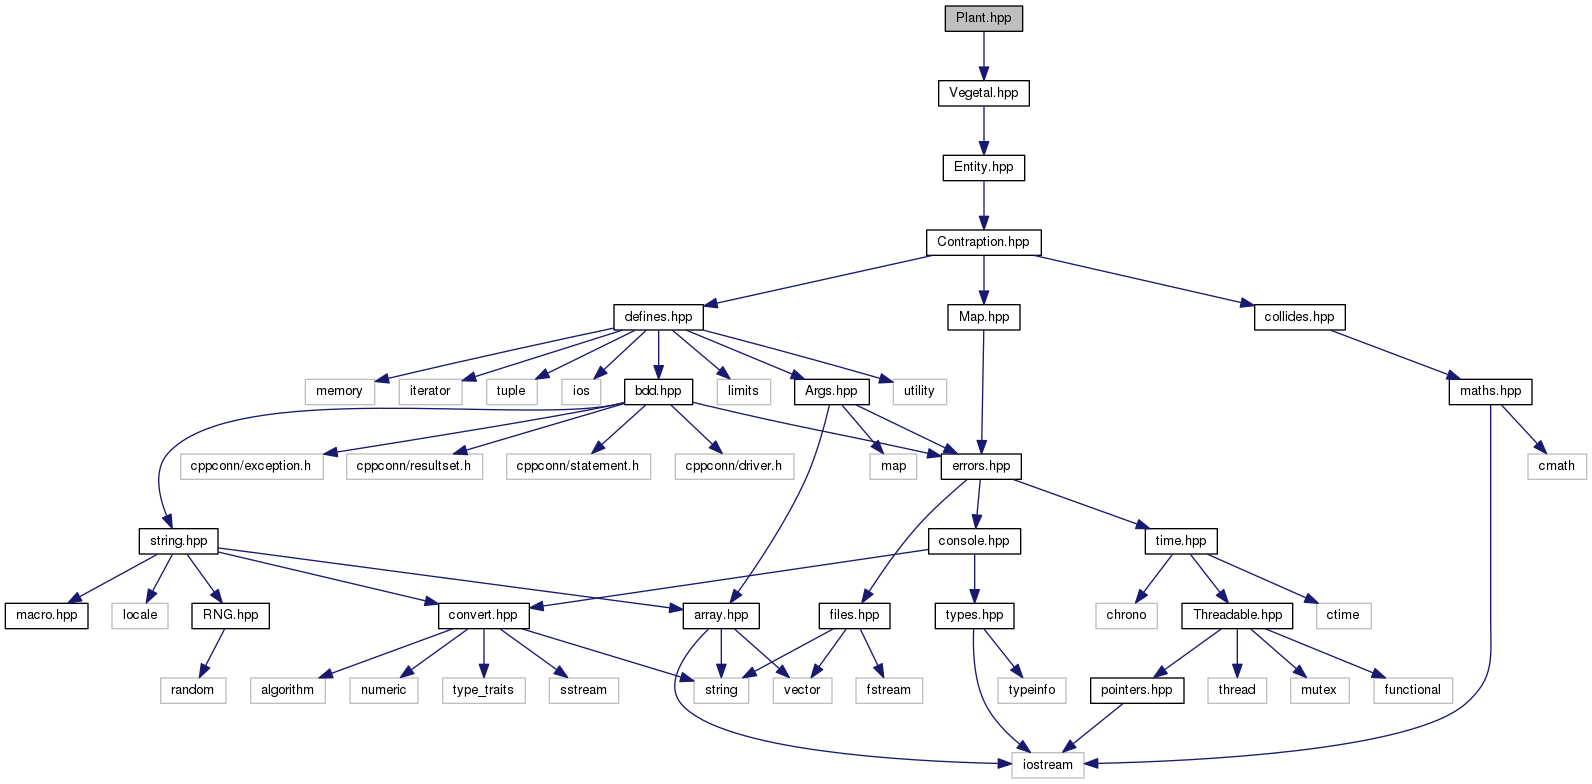 Plant.hpp
Vegetal.hpp
Entity.hpp
Contraption.hpp
defines.hpp
Map.hpp
collides.hpp
memory
iterator
tuple
ios
bdd.hpp
limits
Args.hpp
utility
maths.hpp
cppconn/exception.h
cppconn/resultset.h
cppconn/statement.h
cppconn/driver.h
map
errors.hpp
cmath
string.hpp
console.hpp
time.hpp
macro.hpp
locale
RNG.hpp
convert.hpp
array.hpp
files.hpp
types.hpp
chrono
Threadable.hpp
ctime
random
algorithm
numeric
type_traits
sstream
string
vector
fstream
typeinfo
pointers.hpp
thread
mutex
functional
iostream